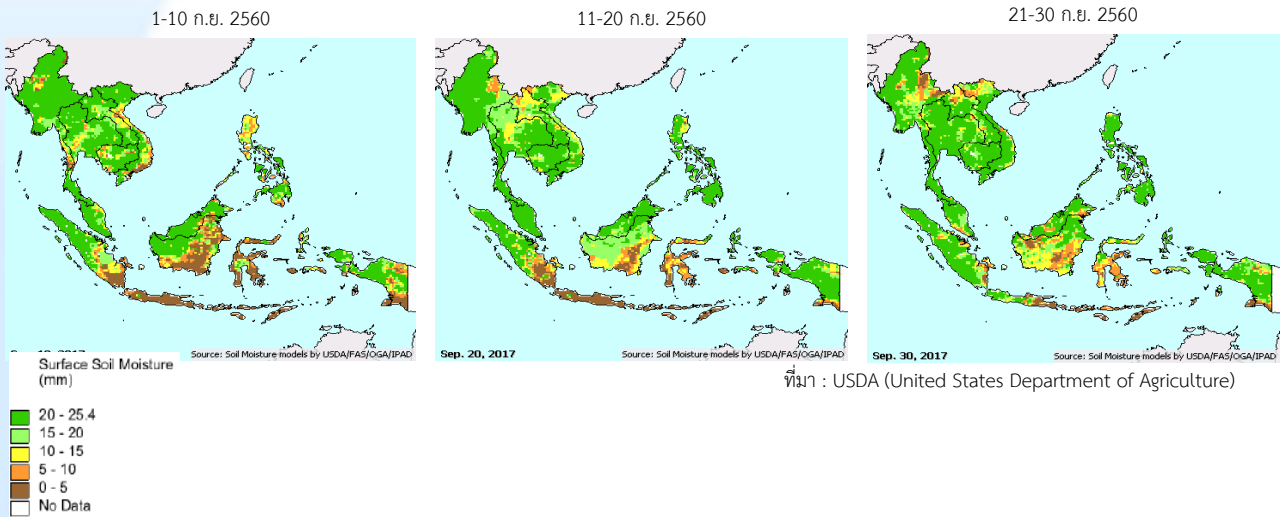 1-10 ก.ย. 2560
11-20 ก.ย. 2560
21-30 ก.ย. 2560
Source: Soil Moisture models by USDA/FAS/OGA/IPAD
Sep. 20, 2017
Source: Soil Moisture models by USDA/FAS/OGA/IPAD
Sep. 30, 2017
Source: Soil Moisture models by USDA/FAS/OGA/IPAD
ที่มา : USDA (United States Department of Agriculture)
Surface Soil Moisture
(mm)
20 - 25.4
15 - 20
10 - 15
5 - 10
0 - 5
No Data